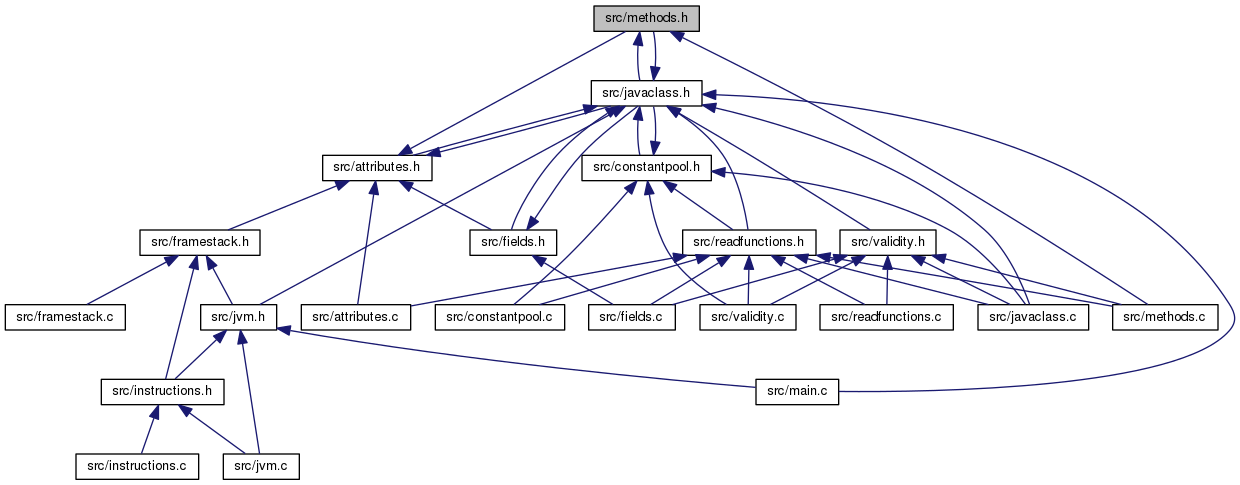 src/methods.h
src/javaclass.h
src/attributes.h
src/constantpool.h
src/framestack.h
src/fields.h
src/readfunctions.h
src/validity.h
src/framestack.c
src/jvm.h
src/attributes.c
src/constantpool.c
src/fields.c
src/validity.c
src/readfunctions.c
src/javaclass.c
src/methods.c
src/instructions.h
src/main.c
src/instructions.c
src/jvm.c